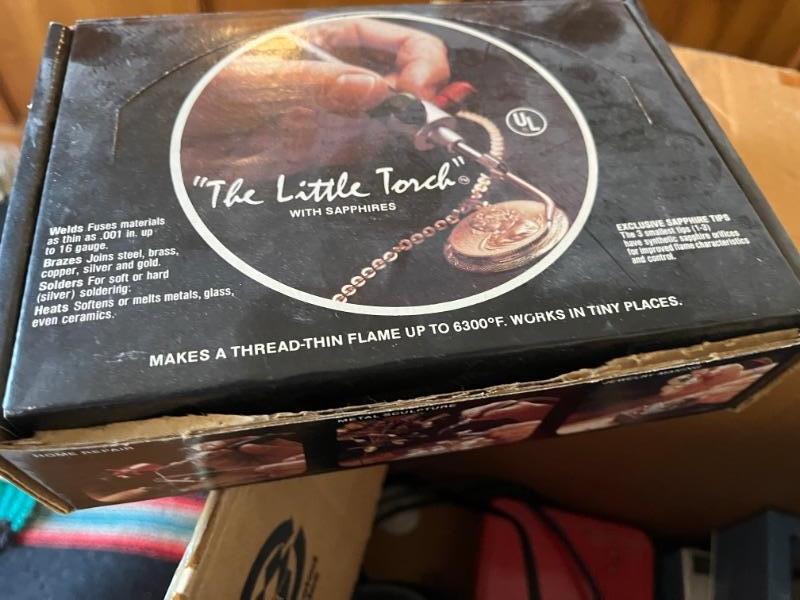 UL
"The Little Torch"®
WITH SAPPHIRES
Welds Fuses materials
as thin as .001 in. up
to 16 gauge.
Brazes Joins steel, brass,
copper, silver and gold.
Solders For soft or hard
(silver) soldering:
Heats Softens or melts metals, glass,
even ceramics.
EXCLUSIVE SAPPHIRE TIPS
The 3 smallest tips (1-3)
have synthetic sapphire orifices
for improved flame characteristics
and control.
MAKES A THREAD-THIN FLAME UP TO 6300°F. WORKS IN TINY PLACES.
HOME REPAIR
METAL SCULPTURE